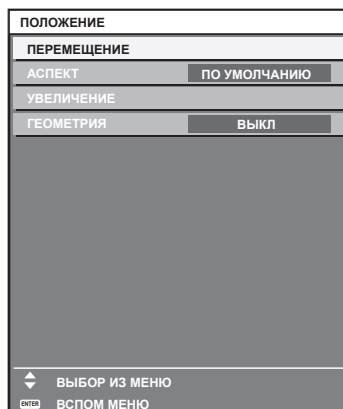 ПОЛОЖЕНИЕ
ПЕРЕМЕЩЕНИЕ
АСПЕКТ ПО УМОЛЧАНИЮ
УВЕЛИЧЕНИЕ
ГЕОМЕТРИЯ ВЫКЛ
ВЫБОР ИЗ МЕНЮ
ENTER ВСПОМ МЕНЮ